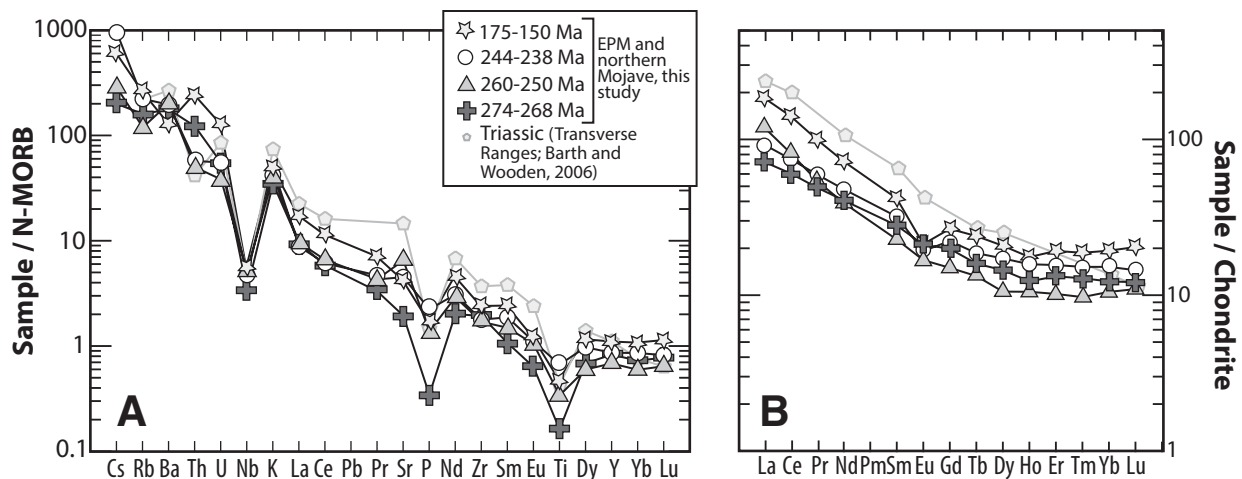 1000
100
10
1
0.1
Sample / N-MORB
175-150 Ma
244-238 Ma
260-250 Ma
274-268 Ma
EPM and
northern
Mojave, this
study
Triassic (Transverse
Ranges; Barth and
Wooden, 2006)
A
Cs Rb Ba Th U Nb K La Ce Pb Pr Sr P Nd Zr Sm Eu Ti Dy Y Yb Lu
B
100
10
1
Sample / Chondrite
La Ce Pr Nd Pm Sm Eu Gd Tb Dy Ho Er Tm Yb Lu